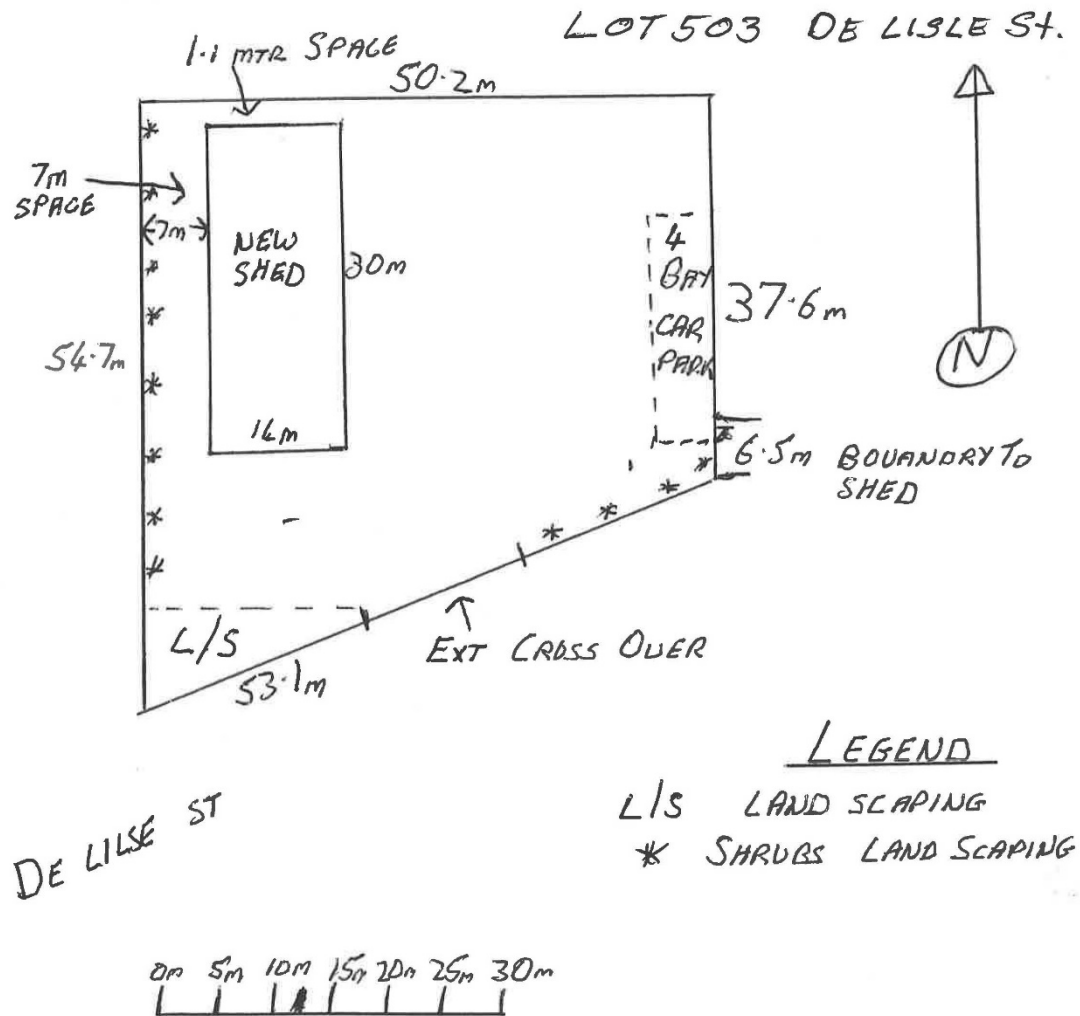 LOT 503 DE LISLE St.
1.1 MTR SPACE
50.2m
7m
SPACE
7m
NEW
SHED
30m
4
BAY
CAR
PARK
37.6m
N
54.7m
14m
6.5m BOUANDRY TO
SHED
L/S
EXT CROSS OVER
53.1m
LEGEND
L/S LAND SCAPING
* SHRUBS LAND SCAPING
DE LILSE ST
0m 5m 10m 15m 20m 25m 30m